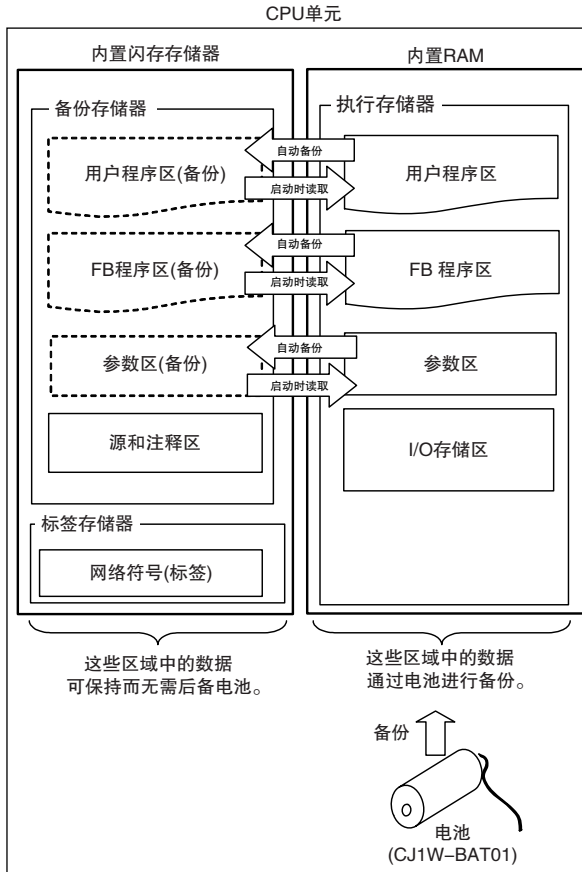 CPU单元
内置闪存存储器
内置RAM
备份存储器
执行存储器
自动备份
用户程序区(备份)
用户程序区
启动时读取
自动备份
FB程序区(备份)
FB 程序区
启动时读取
自动备份
参数区(备份)
参数区
启动时读取
源和注释区
I/O存储区
标签存储器
网络符号(标签)
这些区域中的数据
可保持而无需后备电池。
这些区域中的数据
通过电池进行备份。
备份
电池
(CJ1W–BAT01)